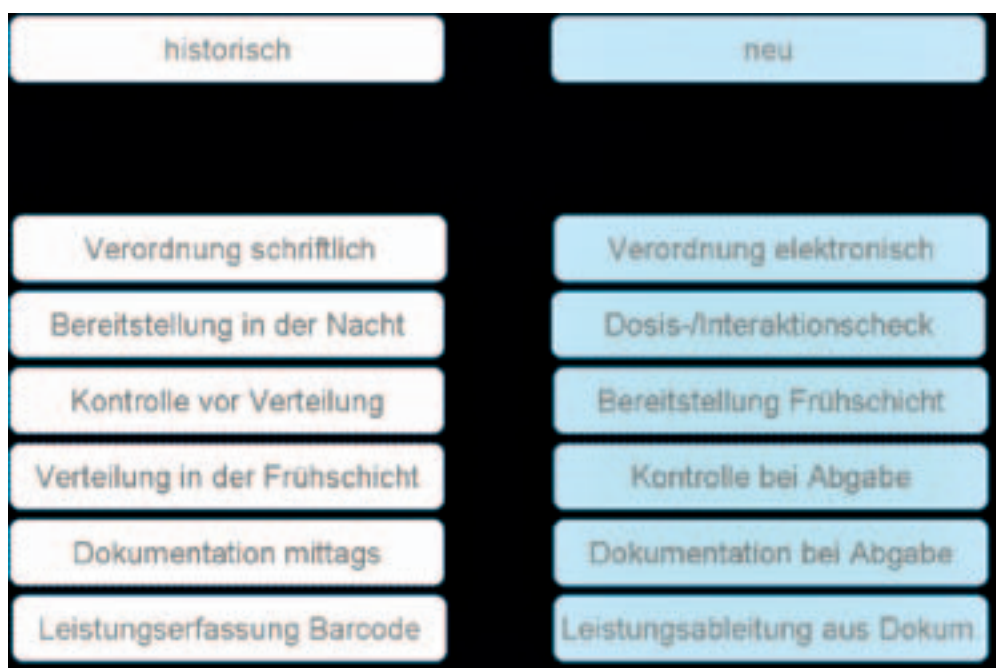 historisch
neu
Verordnung schriftlich
Verordnung elektronisch
Bereitstellung in der Nacht
Dosis-/Interaktionscheck
Kontrolle vor Verteilung
Bereitstellung Frühschicht
Verteilung in der Frühschicht
Kontrolle bei Abgabe
Dokumentation mittags
Dokumentation bei Abgabe
Leistungserfassung Barcode
Leistungsableitung aus Dokum